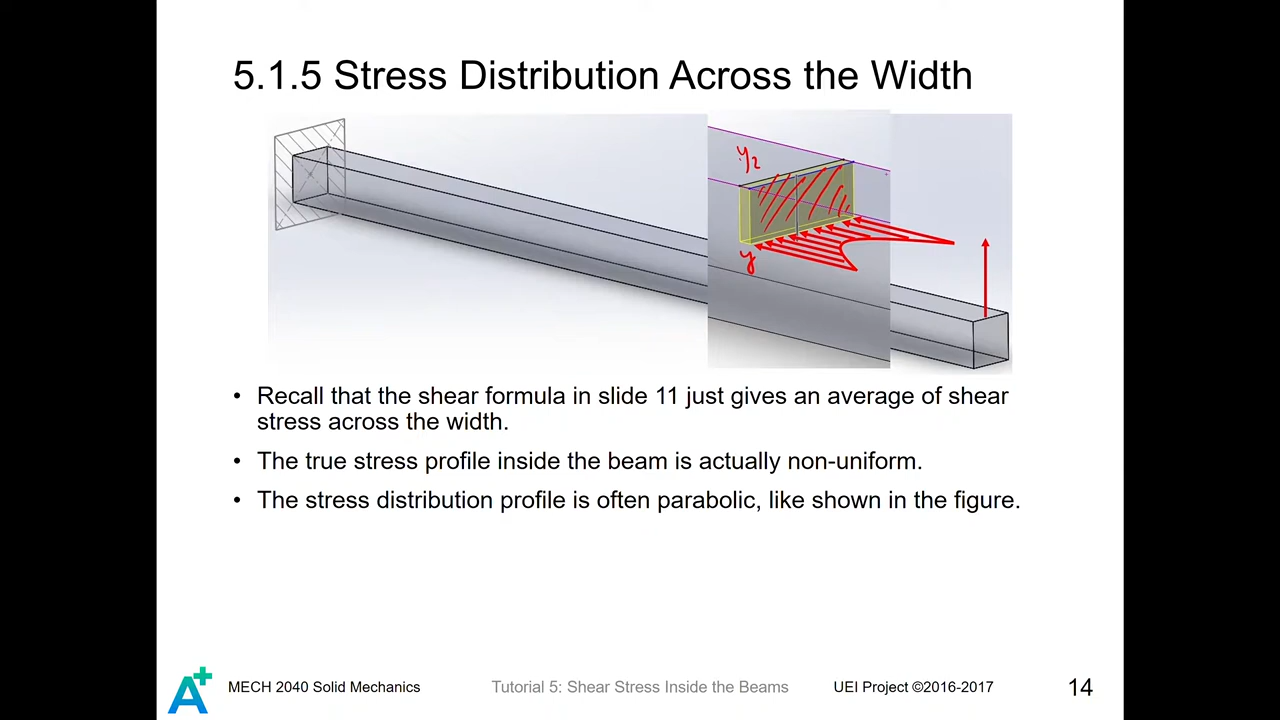 5.1.5 Stress Distribution Across the Width
y
• Recall that the shear formula in slide 11 just gives an average of shear
stress across the width.
• The true stress profile inside the beam is actually non-uniform.
• The stress distribution profile is often parabolic, like shown in the figure.
A+
MECH 2040 Solid Mechanics
Tutorial 5: Shear Stress Inside the Beams
UEI Project ©2016-2017
14